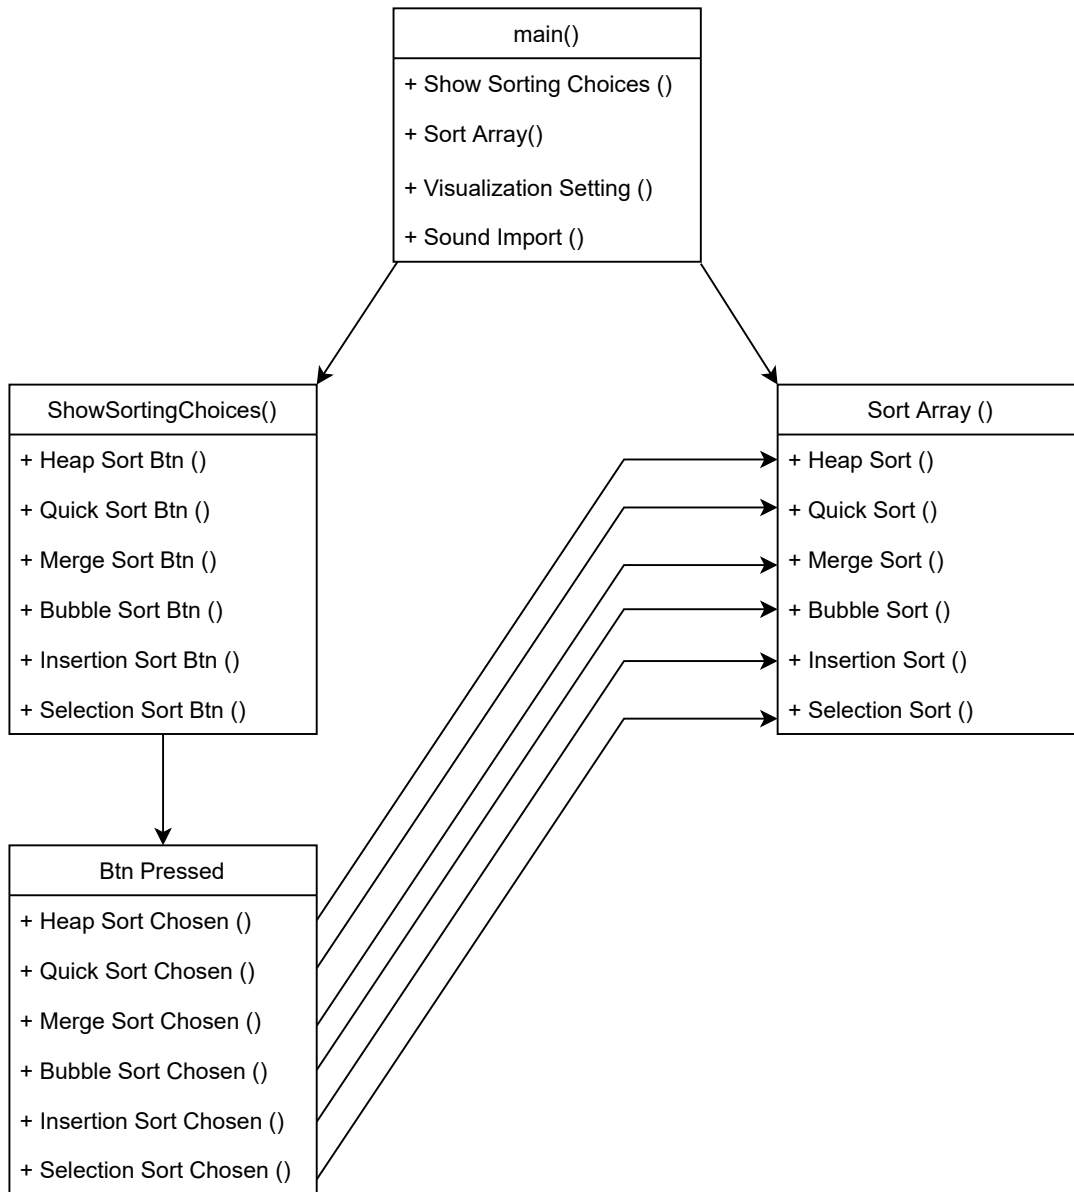 main()
+ Show Sorting Choices ()
+ Sort Array()
+ Visualization Setting ()
+ Sound Import ()
ShowSortingChoices()
+ Heap Sort Btn ()
+ Quick Sort Btn ()
+ Merge Sort Btn ()
+ Bubble Sort Btn ()
+ Insertion Sort Btn ()
+ Selection Sort Btn ()
Sort Array ()
+ Heap Sort ()
+ Quick Sort ()
+ Merge Sort ()
+ Bubble Sort ()
+ Insertion Sort ()
+ Selection Sort ()
Btn Pressed
+ Heap Sort Chosen ()
+ Quick Sort Chosen ()
+ Merge Sort Chosen ()
+ Bubble Sort Chosen ()
+ Insertion Sort Chosen ()
+ Selection Sort Chosen ()